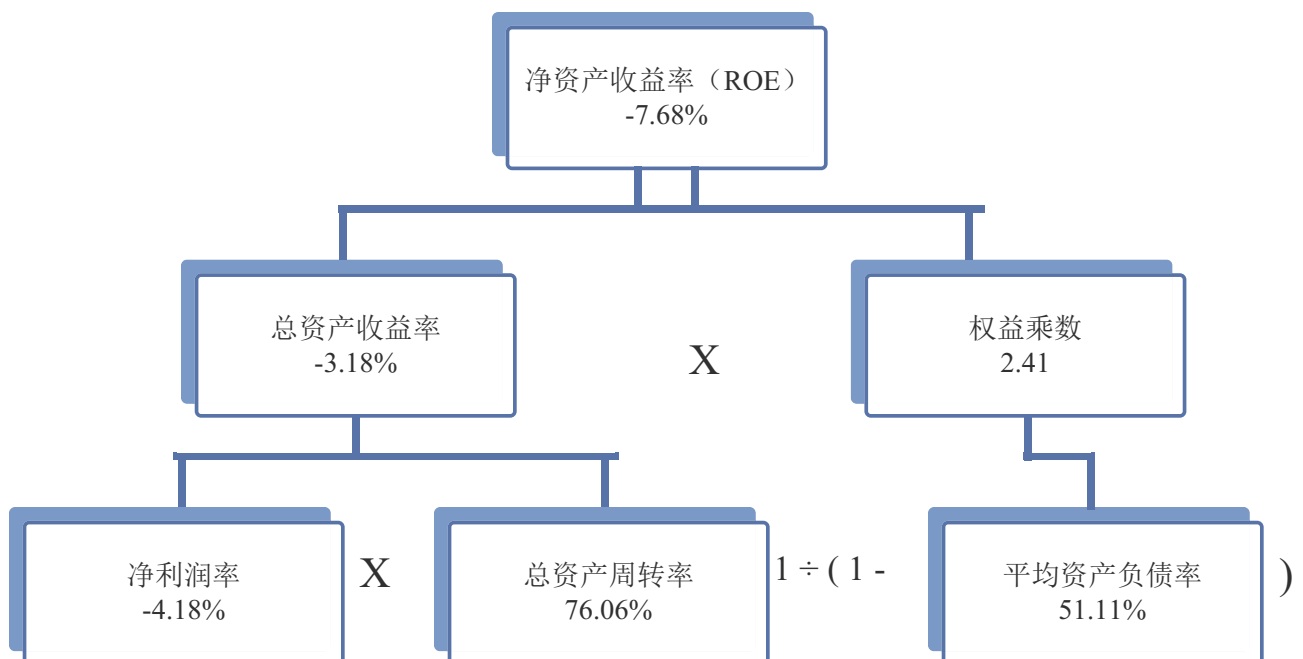 净资产收益率（ROE）
-7.68%
总资产收益率
-3.18%
X
权益乘数
2.41
净利润率
-4.18%
X
总资产周转率
76.06%
1 ÷ ( 1 -
平均资产负债率
51.11%
)